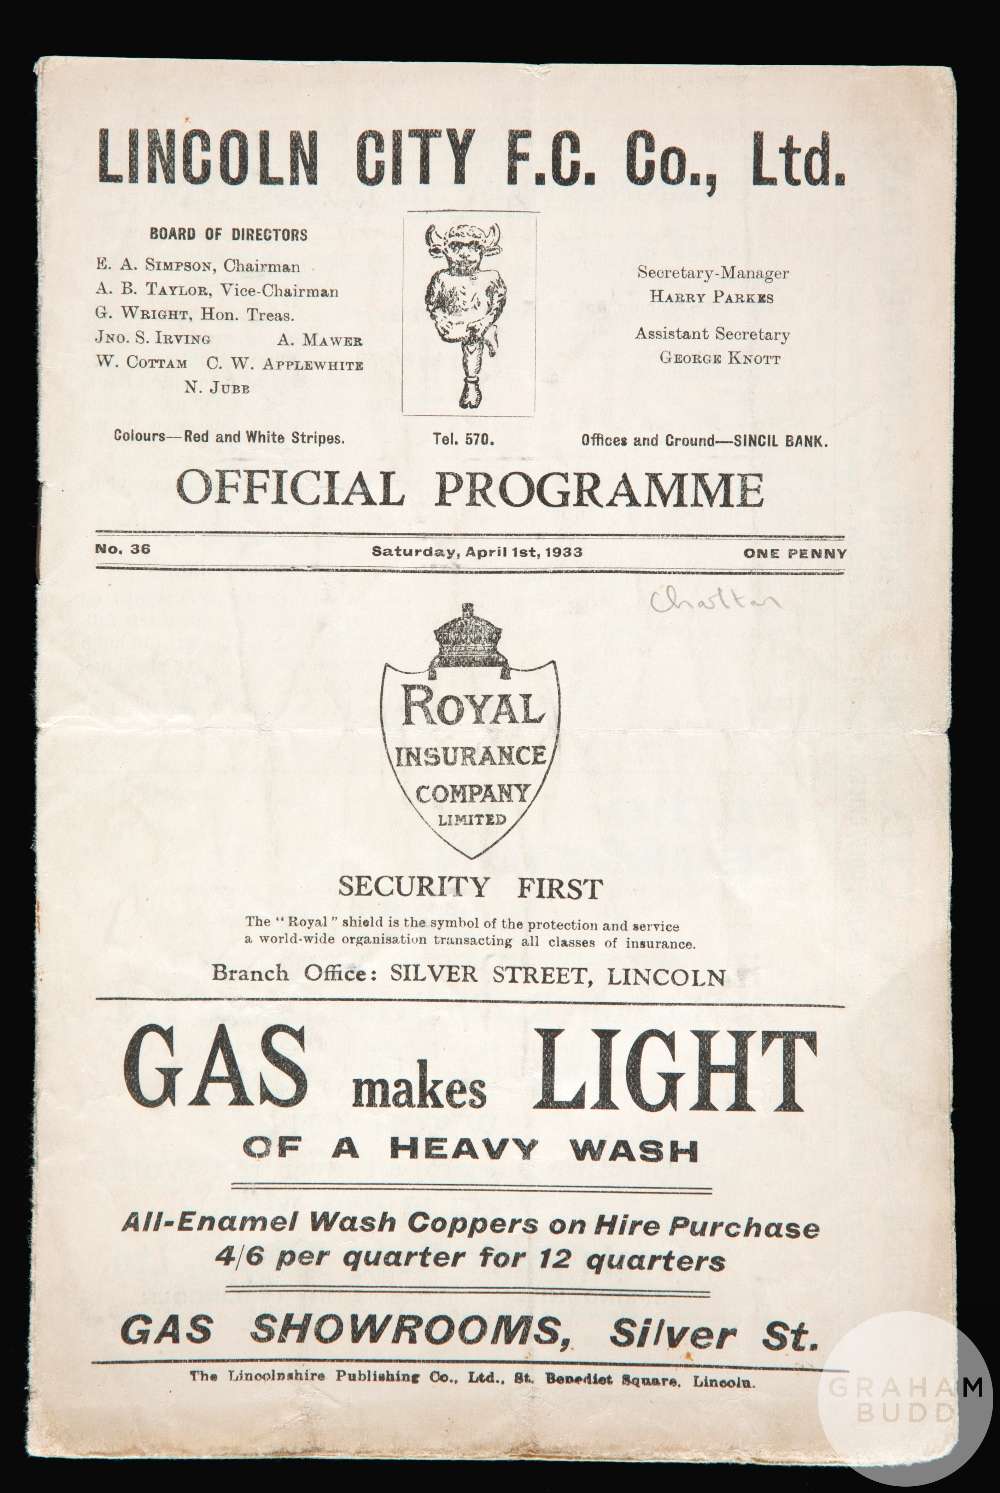 LINCOLN CITY F.C. Co., Ltd.
BOARD OF DIRECTORS
E. A. SIMPSON, Chairman
A. B. TAYLOR, Vice-Chairman
G. WRIGHT, Hon. Treas.
JNO. S. IRVING A. MAWER
W. COTTAM C. W. APPLEWHITE
N. JUBB
Secretary-Manager
HARRY PARKES
Assistant Secretary
GEORGE KNOTT
Colours—Red and White Stripes. Tel. 570. Offices and Ground—SINCIL BANK.
OFFICIAL PROGRAMME
No. 36 Saturday, April 1st, 1933 ONE PENNY
Charlton
ROYAL
INSURANCE
COMPANY
LIMITED
SECURITY FIRST
The "Royal" shield is the symbol of the protection and service
a world-wide organisation transacting all classes of insurance.
Branch Office: SILVER STREET, LINCOLN
GAS makes LIGHT
OF A HEAVY WASH
All-Enamel Wash Coppers on Hire Purchase
4/6 per quarter for 12 quarters
GAS SHOWROOMS, Silver St.
The Lincolnshire Publishing Co., Ltd., St. Benedict Square, Lincoln.
GRAHAM
BUDD